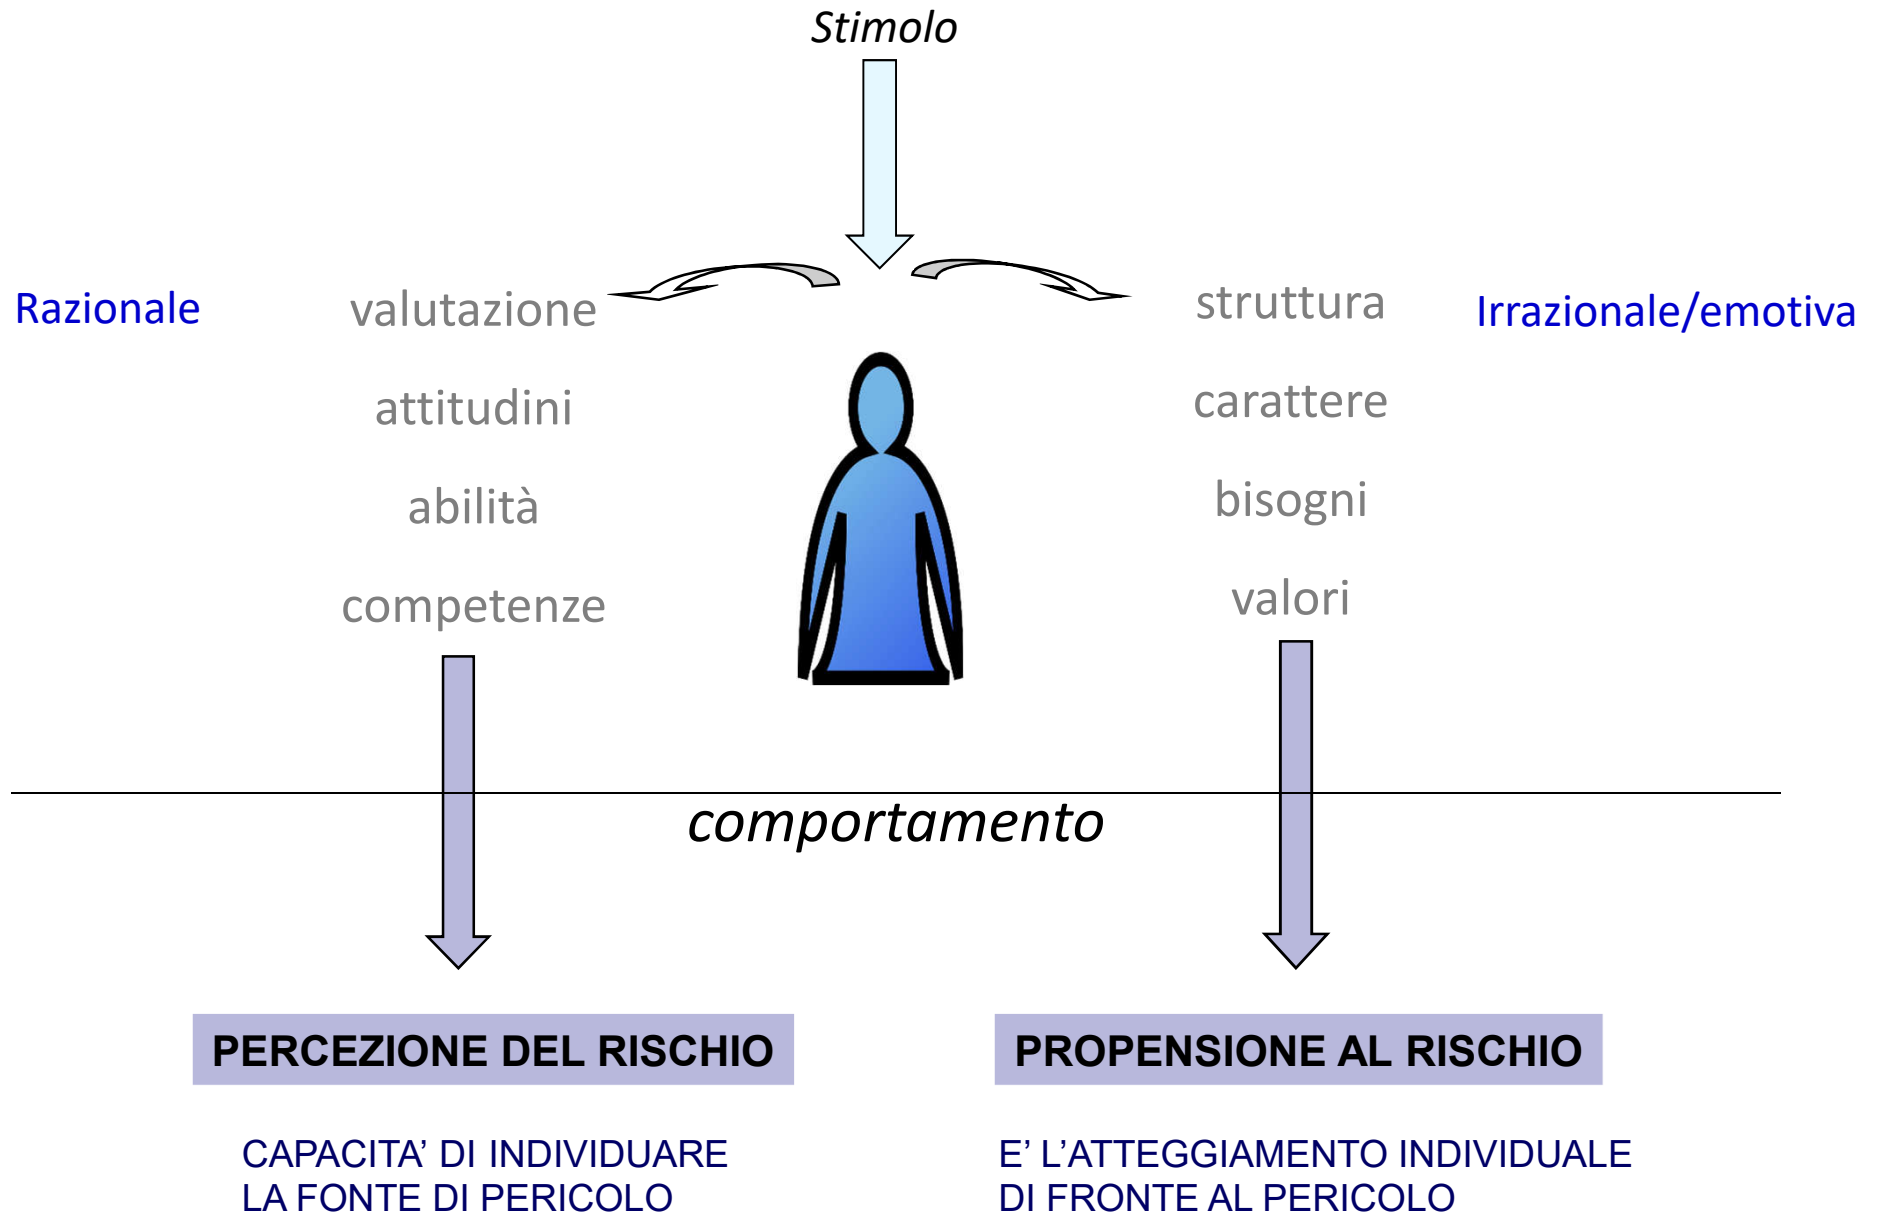 Stimolo
Razionale
valutazione
attitudini
abilità
competenze
struttura
carattere
bisogni
valori
Irrazionale/emotiva
comportamento
PERCEZIONE DEL RISCHIO
CAPACITA’ DI INDIVIDUARE
LA FONTE DI PERICOLO
PROPENSIONE AL RISCHIO
E’ L’ATTEGGIAMENTO INDIVIDUALE
DI FRONTE AL PERICOLO